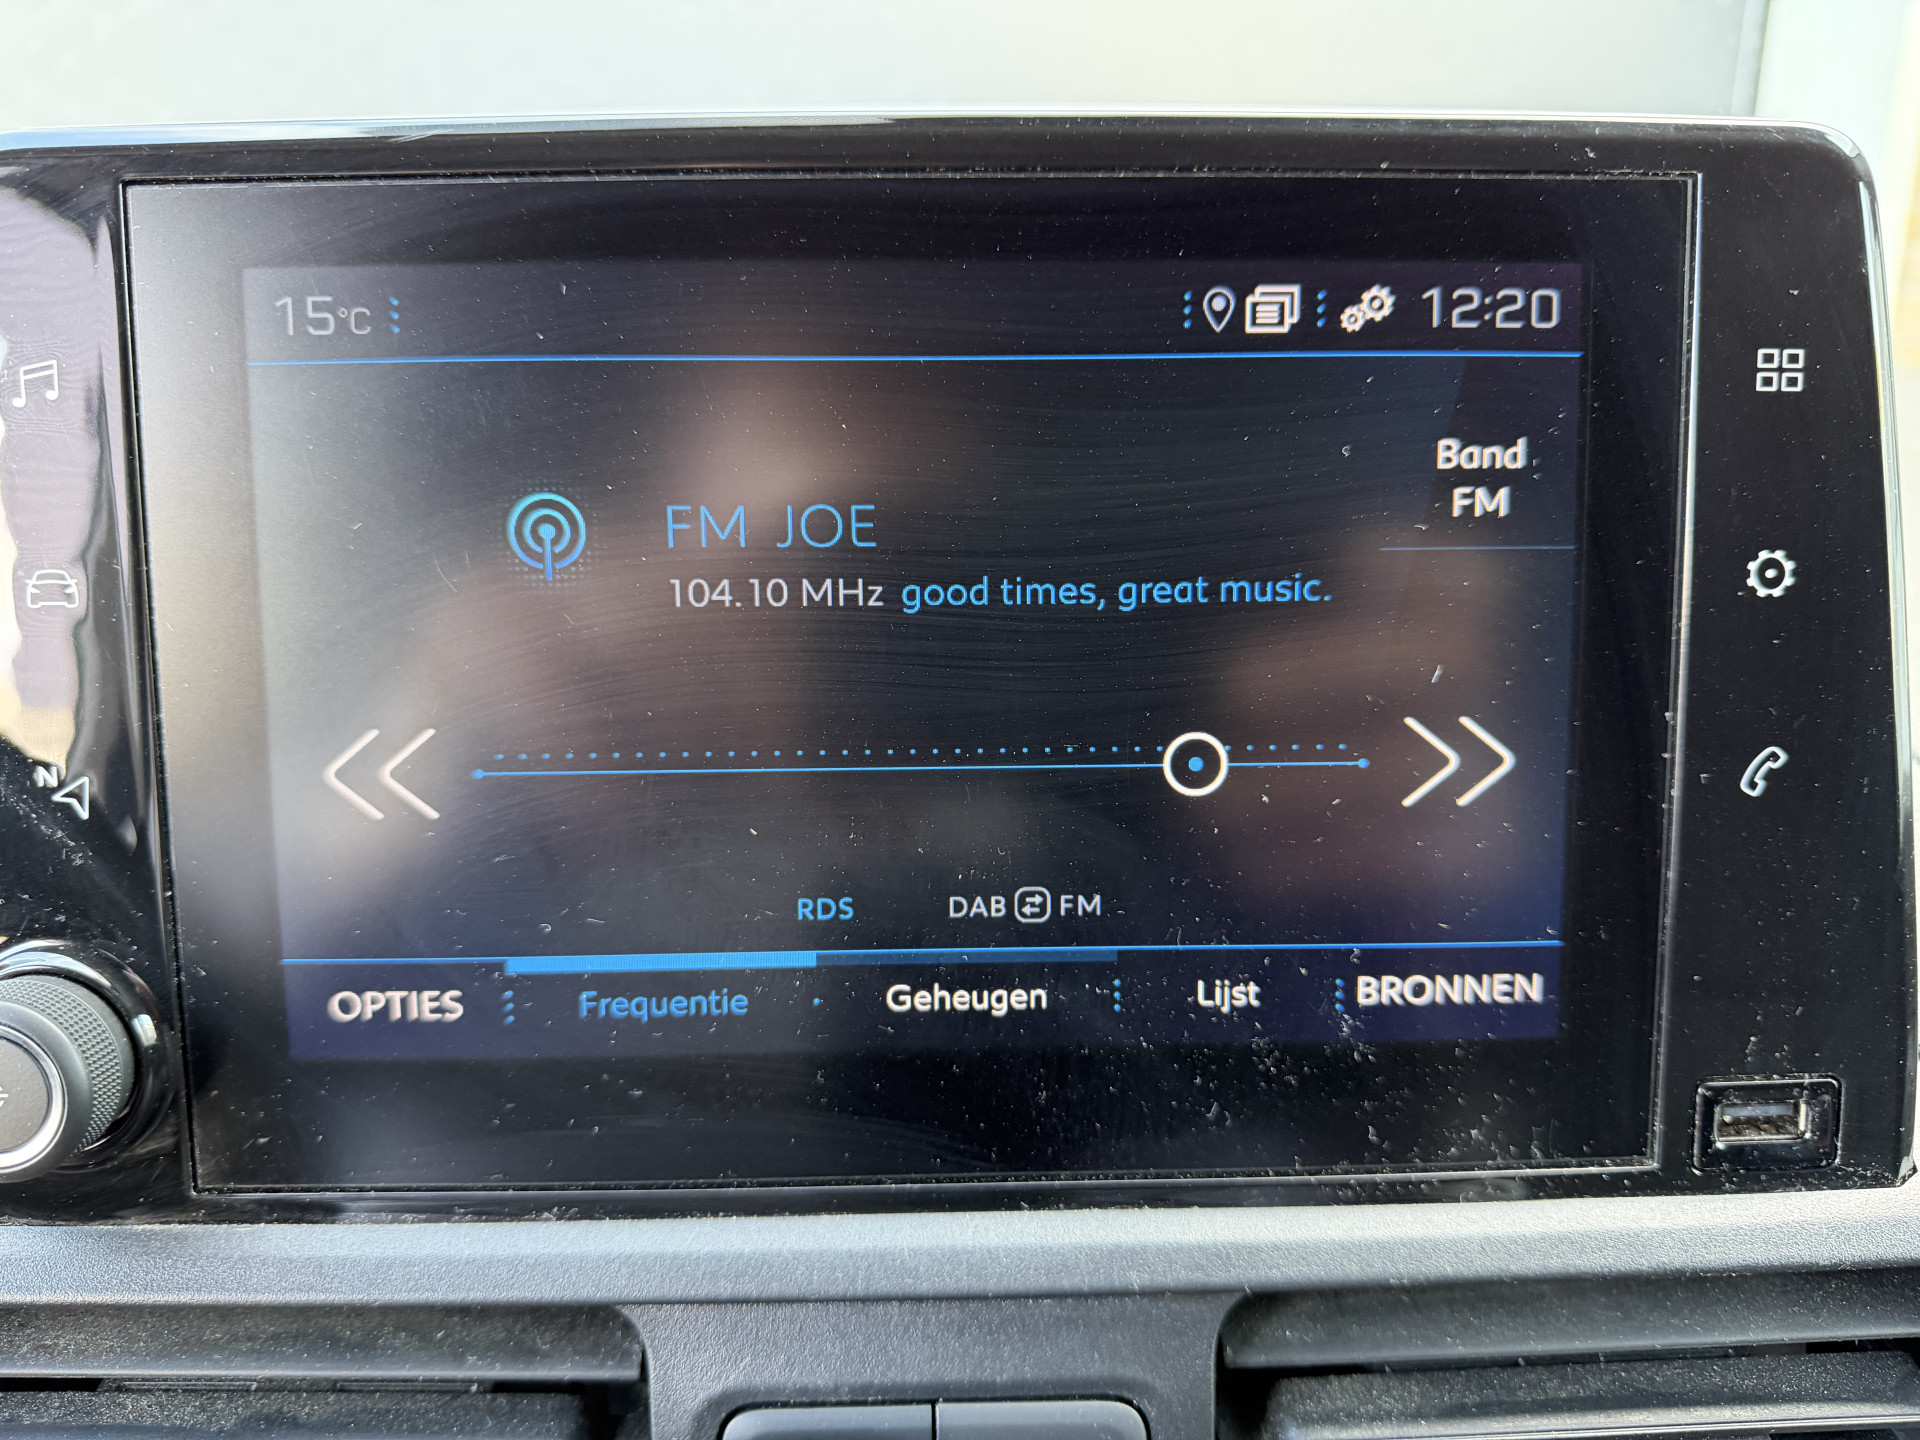 15°C
12:20
Band
FM
FM JOE
104.10 MHz good times, great music.
N
RDS
DAB FM
OPTIES
Frequentie
Geheugen
Lijst
BRONNEN